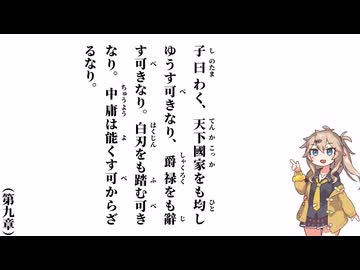 子曰わく、天下國家をも均し
ゆうす可きなり、爵禄をも辭
す可きなり。白刃をも踏む可き
なり。中庸は能くす可からざ
るなり。
(第九章)